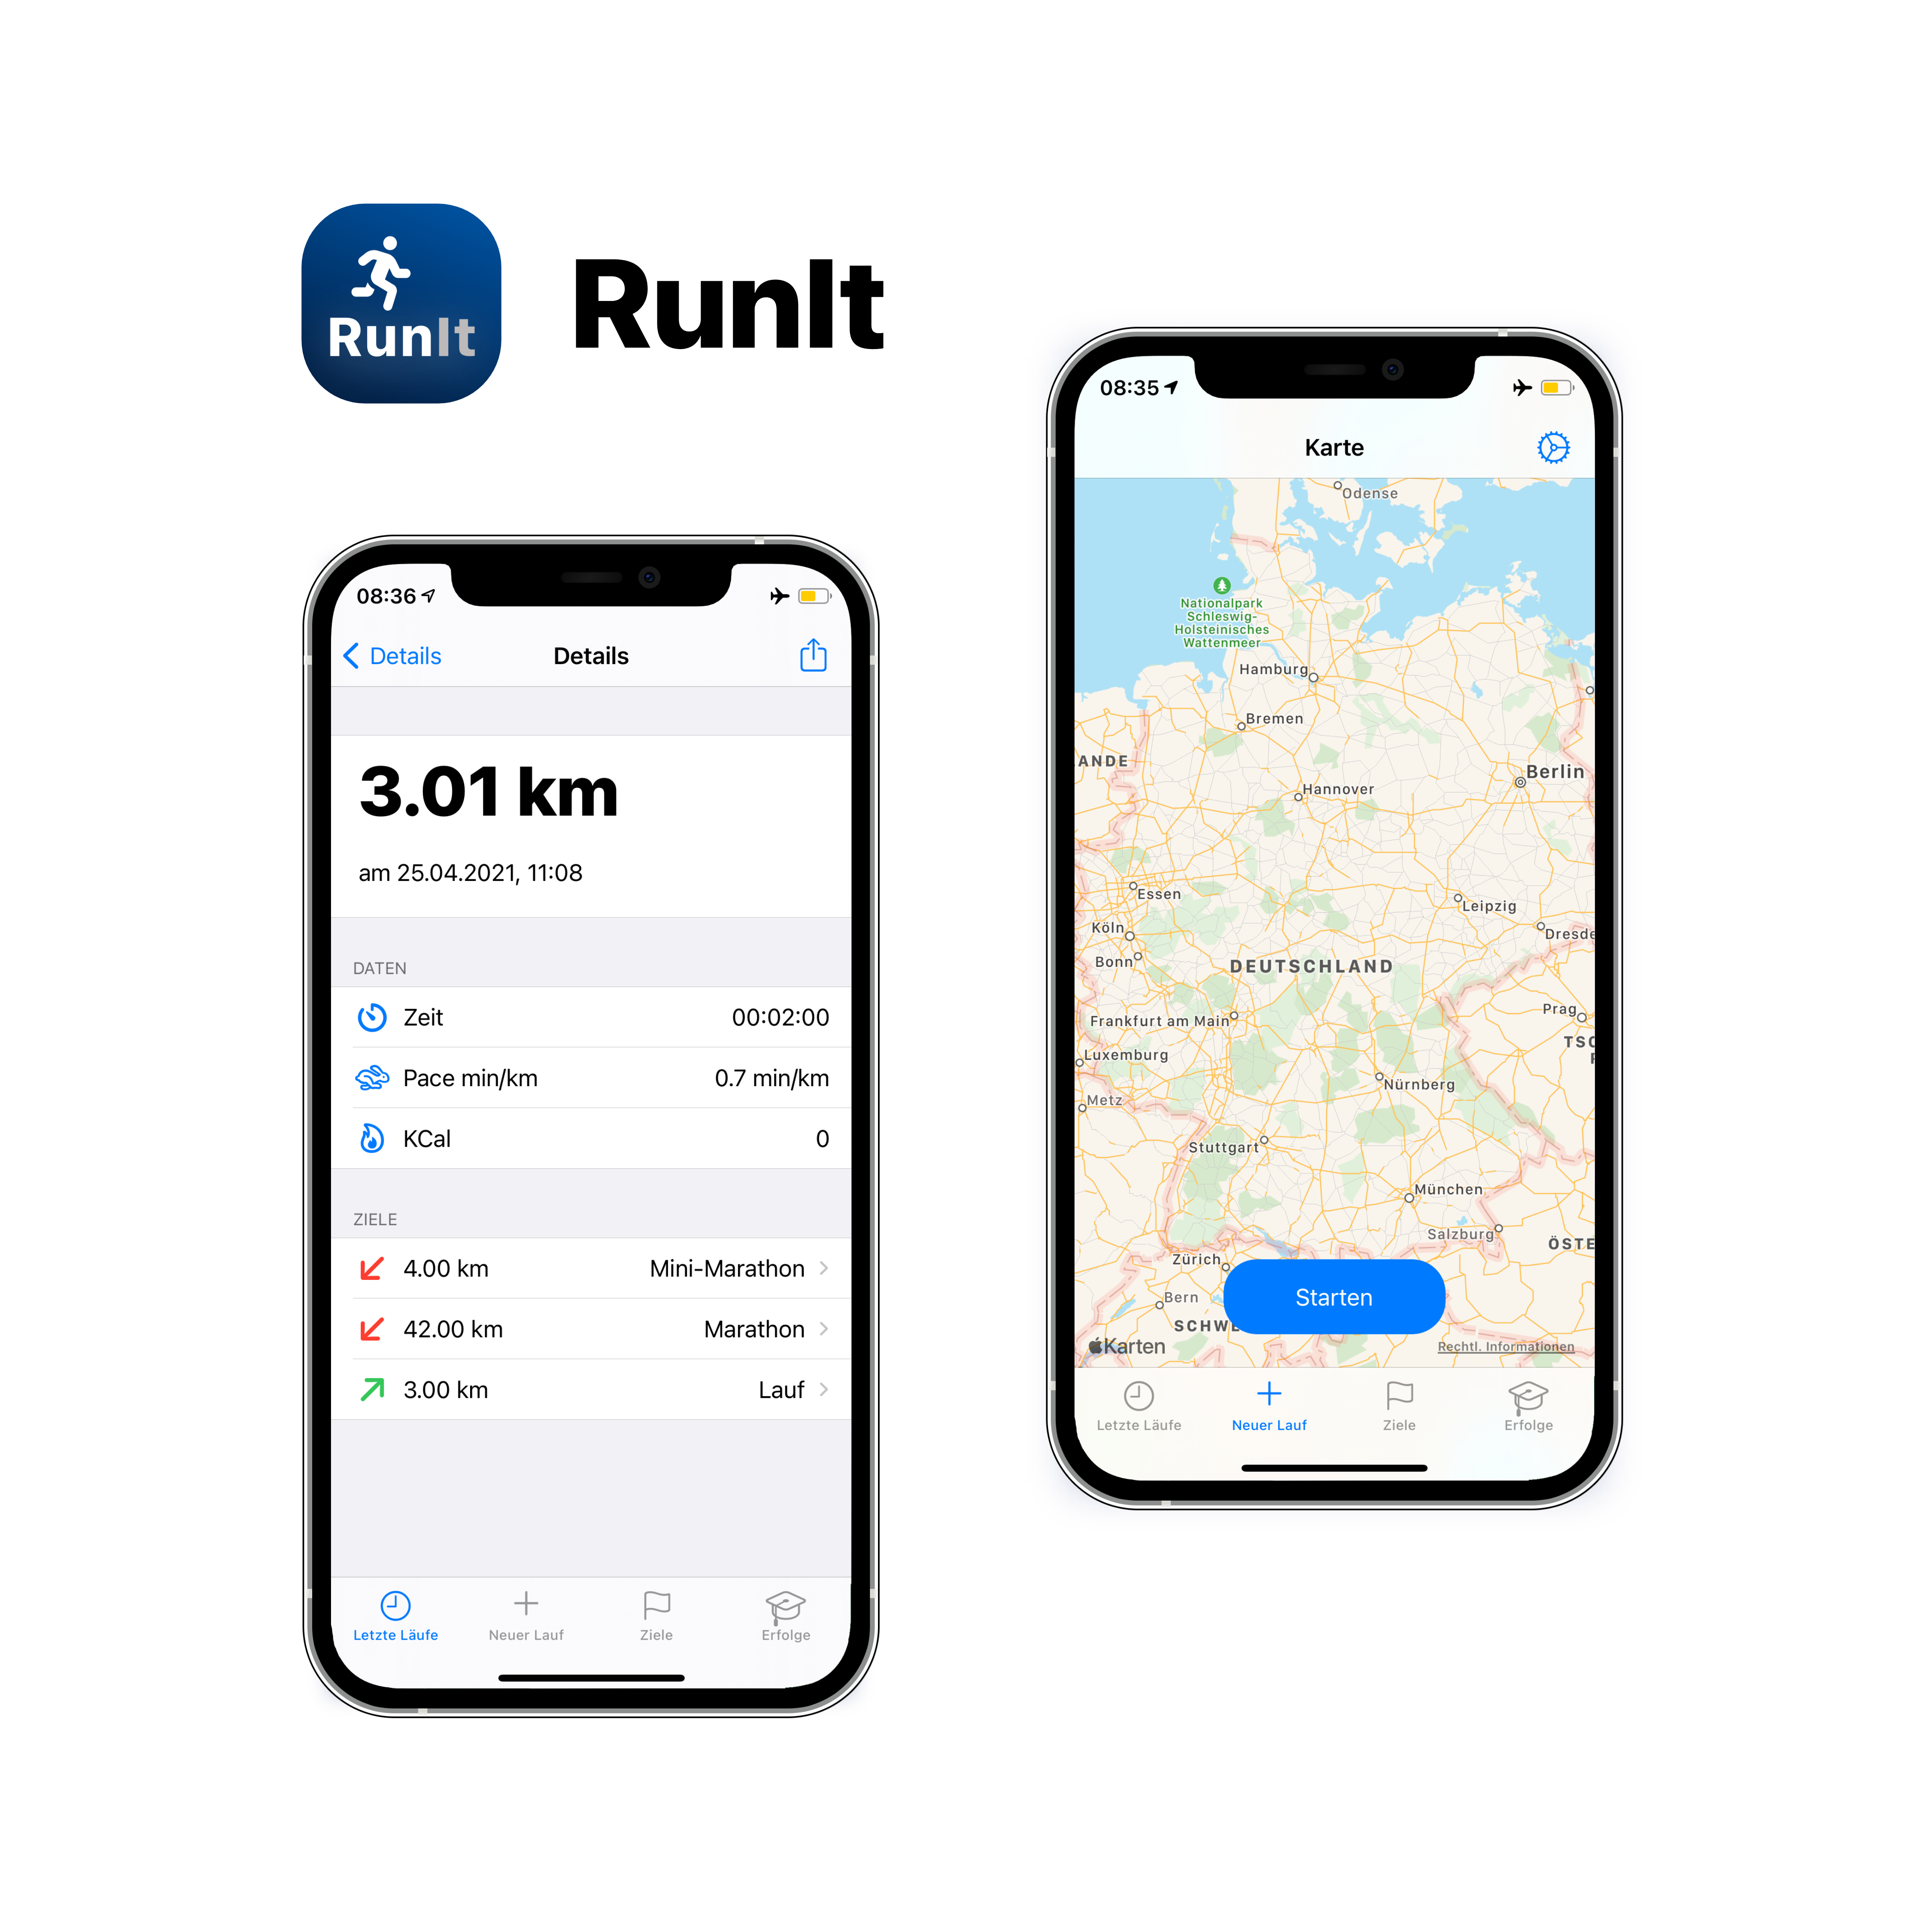 RunIt
RunIt
08:36
Details
Details
3.01 km
am 25.04.2021, 11:08
DATEN
Zeit 00:02:00
Pace min/km 0.7 min/km
KCal 0
ZIELE
4.00 km Mini-Marathon
42.00 km Marathon
3.00 km Lauf
Letzte Läufe Neuer Lauf Ziele Erfolge
08:35
Karte
Odense
Nationalpark
Schleswig-
Holsteinisches
Wattenmeer
Hamburg
Bremen
ANDE
Berlin
Hannover
Essen
Leipzig
Köln
Dresde
Bonn
DEUTSCHLAND
Prag
Frankfurt am Main
TSC
Luxemburg
Nürnberg
Metz
Stuttgart
München
Salzburg
ÖSTE
Zürich
Bern
Starten
SCHWE
Karten
Rechtl. Informationen
Letzte Läufe Neuer Lauf Ziele Erfolge